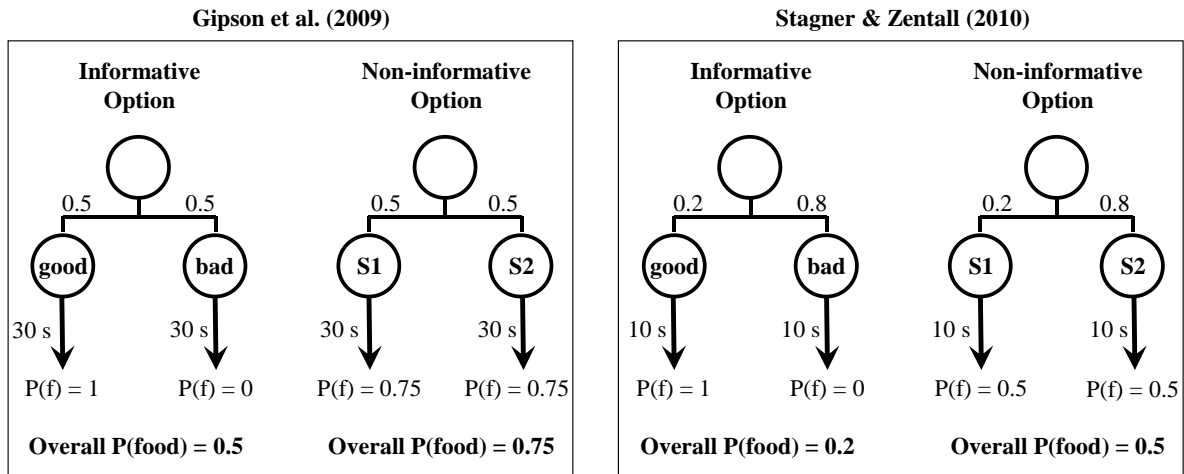 Gipson et al. (2009)
Informative
Option
Non-informative
Option
0.5
0.5
0.5
0.5
good
bad
S1
S2
30 s
30 s
30 s
30 s
P(f) = 1
P(f) = 0
P(f) = 0.75
P(f) = 0.75
Overall P(food) = 0.5
Overall P(food) = 0.75
Stagner & Zentall (2010)
Informative
Option
Non-informative
Option
0.2
0.8
0.2
0.8
good
bad
S1
S2
10 s
10 s
10 s
10 s
P(f) = 1
P(f) = 0
P(f) = 0.5
P(f) = 0.5
Overall P(food) = 0.2
Overall P(food) = 0.5